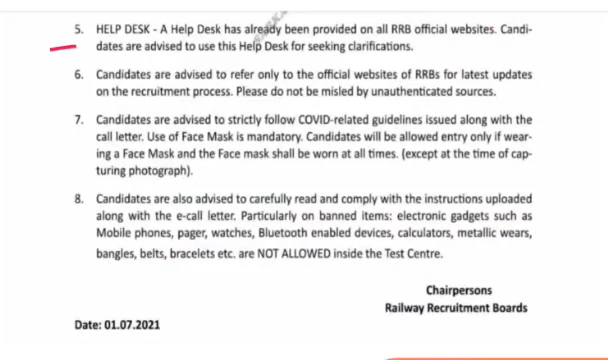 5. HELP DESK - A Help Desk has already been provided on all RRB official websites. Candi-
dates are advised to use this Help Desk for seeking clarifications.
6. Candidates are advised to refer only to the official websites of RRBs for latest updates
on the recruitment process. Please do not be misled by unauthenticated sources.
7. Candidates are advised to strictly follow COVID-related guidelines issued along with the
call letter. Use of Face Mask is mandatory. Candidates will be allowed entry only if wear-
ing a Face Mask and the Face mask shall be worn at all times. (except at the time of cap-
turing photograph).
8. Candidates are also advised to carefully read and comply with the instructions uploaded
along with the e-call letter. Particularly on banned items: electronic gadgets such as
Mobile phones, pager, watches, Bluetooth enabled devices, calculators, metallic wears,
bangles, belts, bracelets etc. are NOT ALLOWED inside the Test Centre.
Chairpersons
Railway Recruitment Boards
Date: 01.07.2021